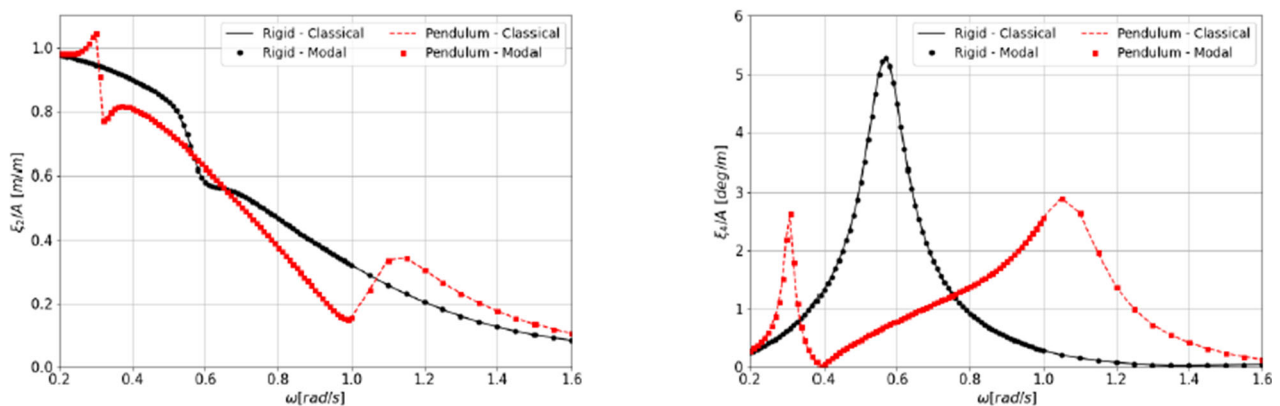 Rigid - Classical
Rigid - Modal
Pendulum - Classical
Pendulum - Modal
ξ₂/A [m/m]
1.0
0.8
0.6
0.4
0.2
0.0
0.2 0.4 0.6 0.8 1.0 1.2 1.4 1.6
ω[rad/s]
Rigid - Classical
Rigid - Modal
Pendulum - Classical
Pendulum - Modal
ξ₄/A [deg/m]
6
5
4
3
2
1
0
0.2 0.4 0.6 0.8 1.0 1.2 1.4 1.6
ω[rad/s]